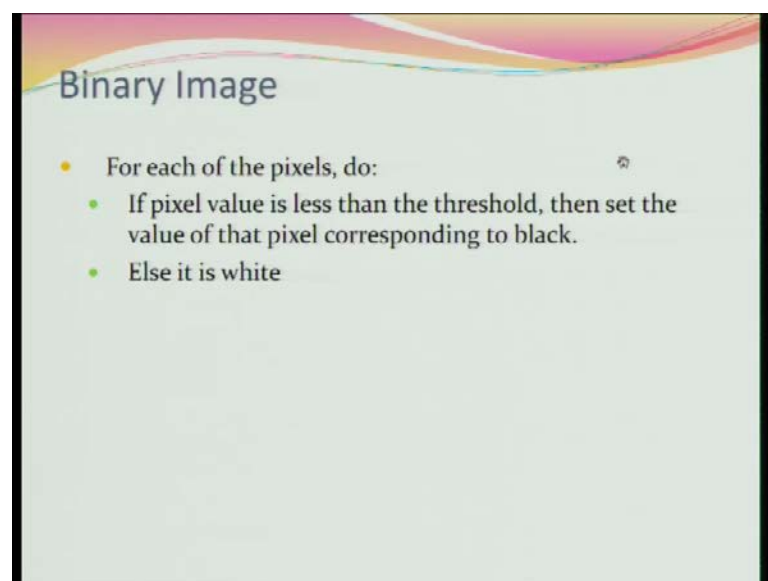 Binary Image
For each of the pixels, do:
If pixel value is less than the threshold, then set the
value of that pixel corresponding to black.
Else it is white